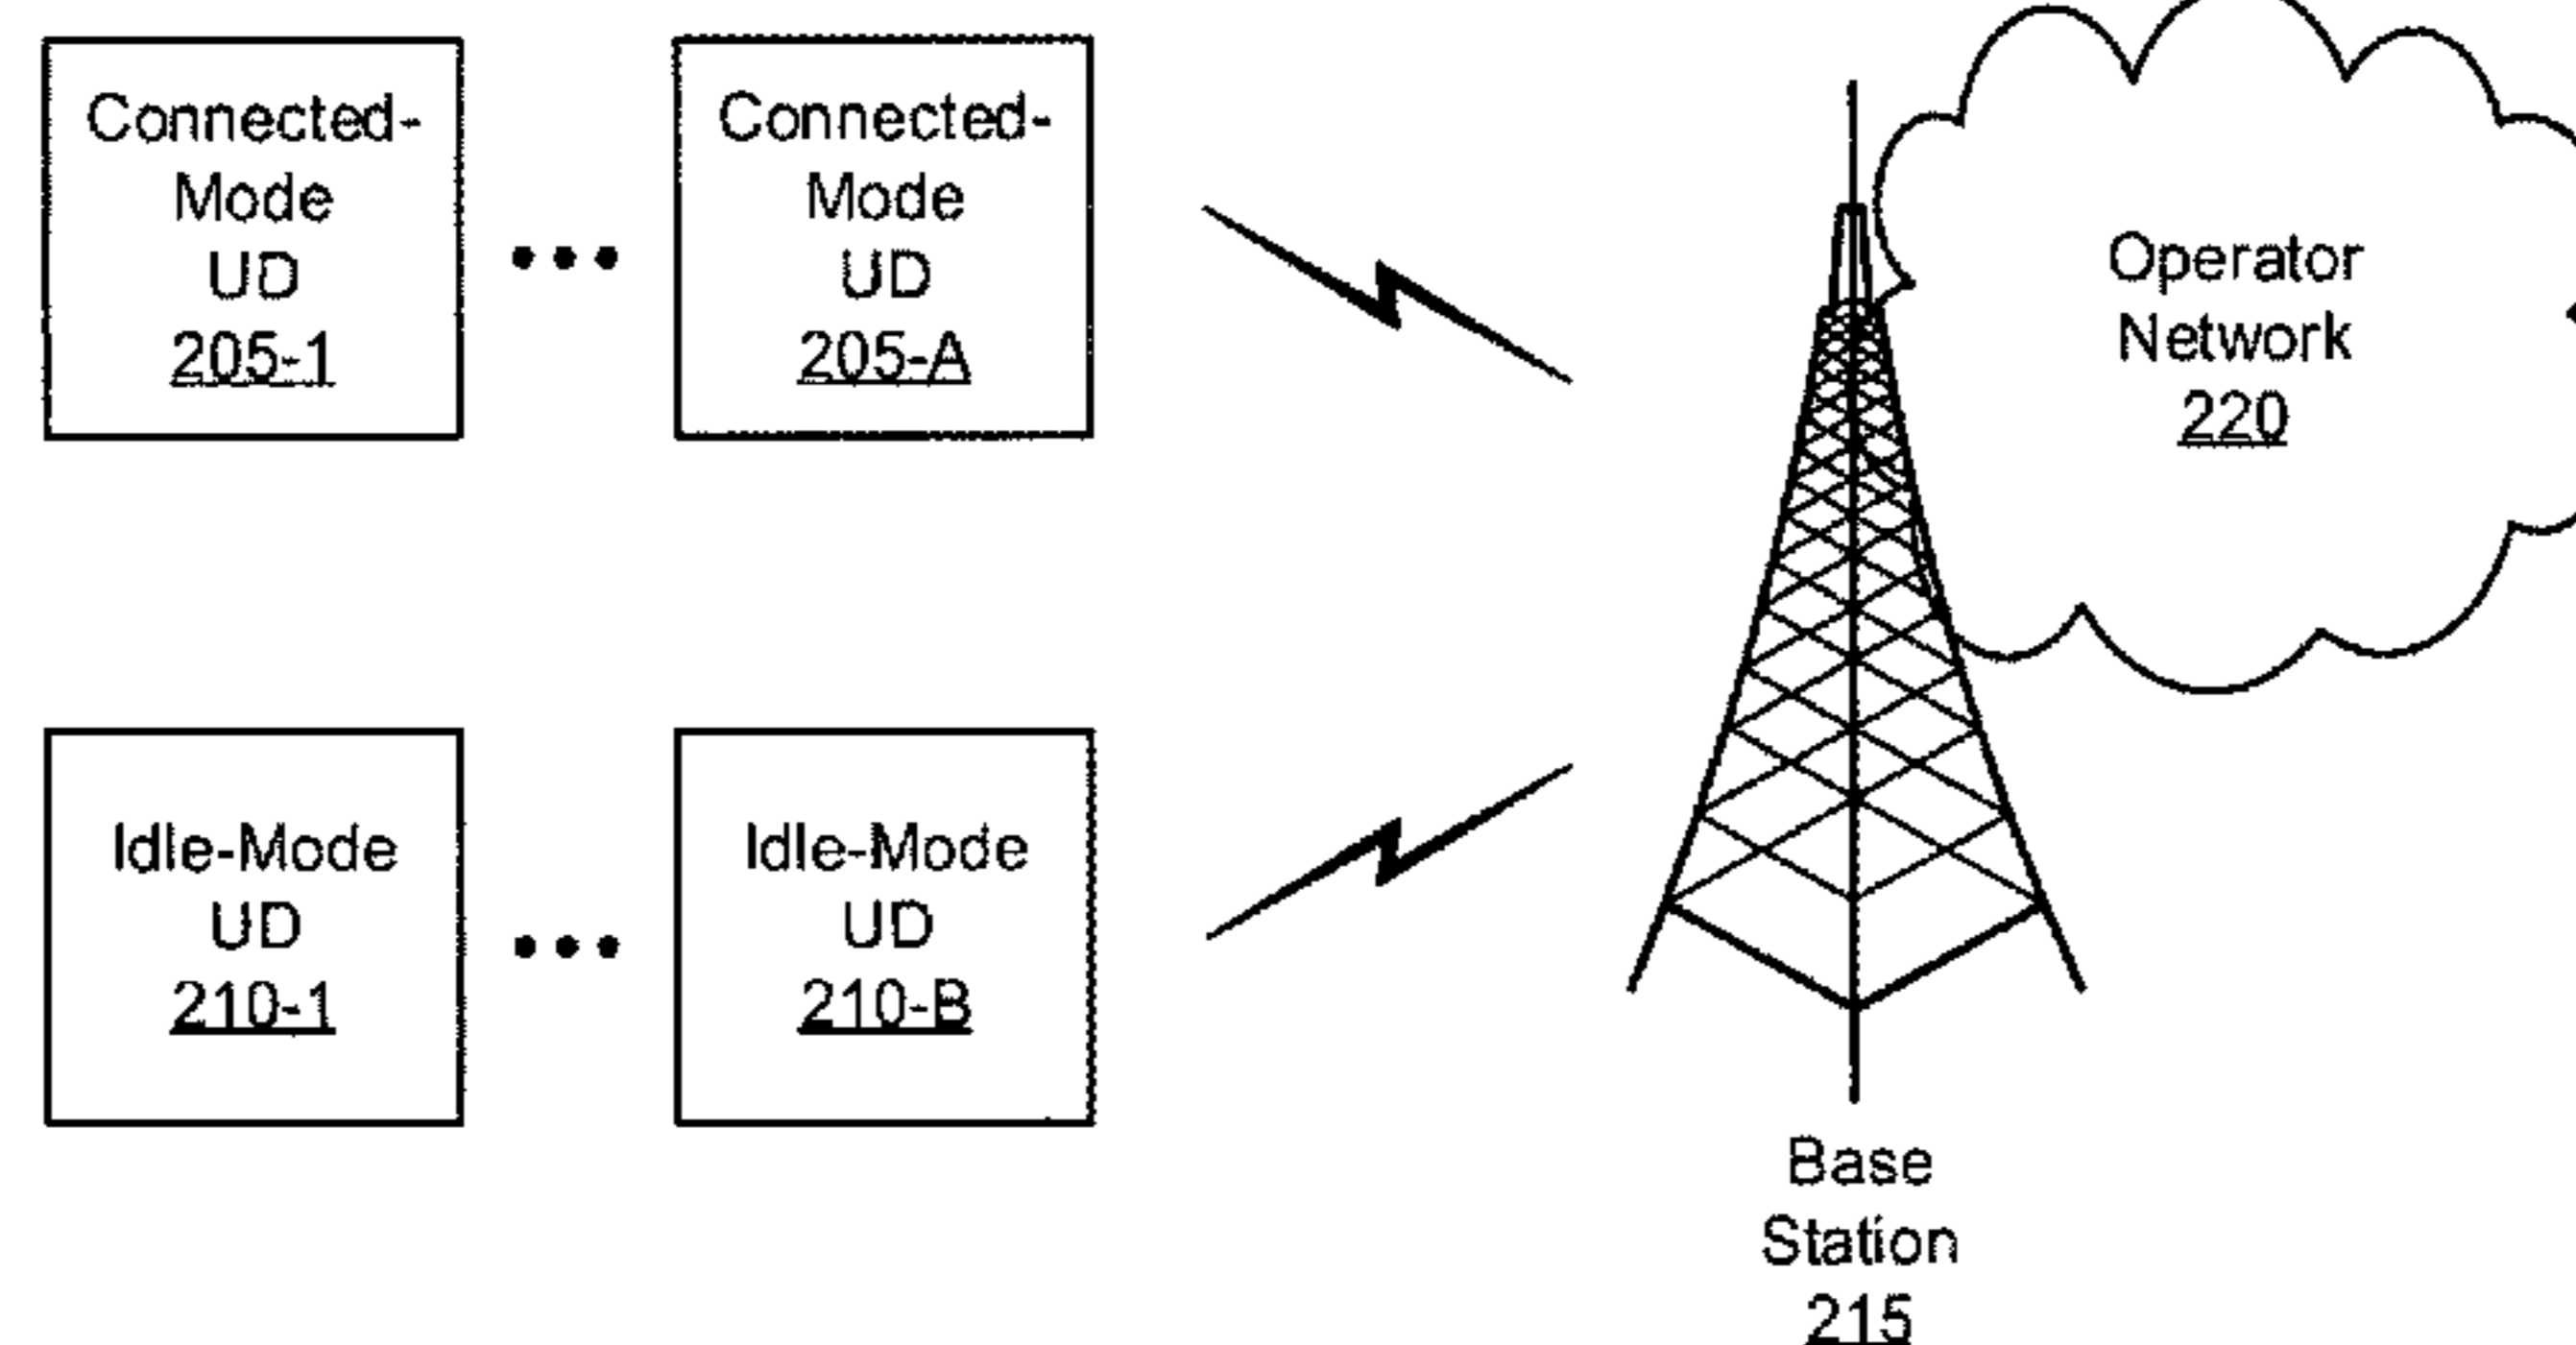 Connected-
Mode
UD
205-1
Connected-
Mode
UD
205-A
Operator
Network
220
Idle-Mode
UD
210-1
Idle-Mode
UD
210-B
Base
Station
215